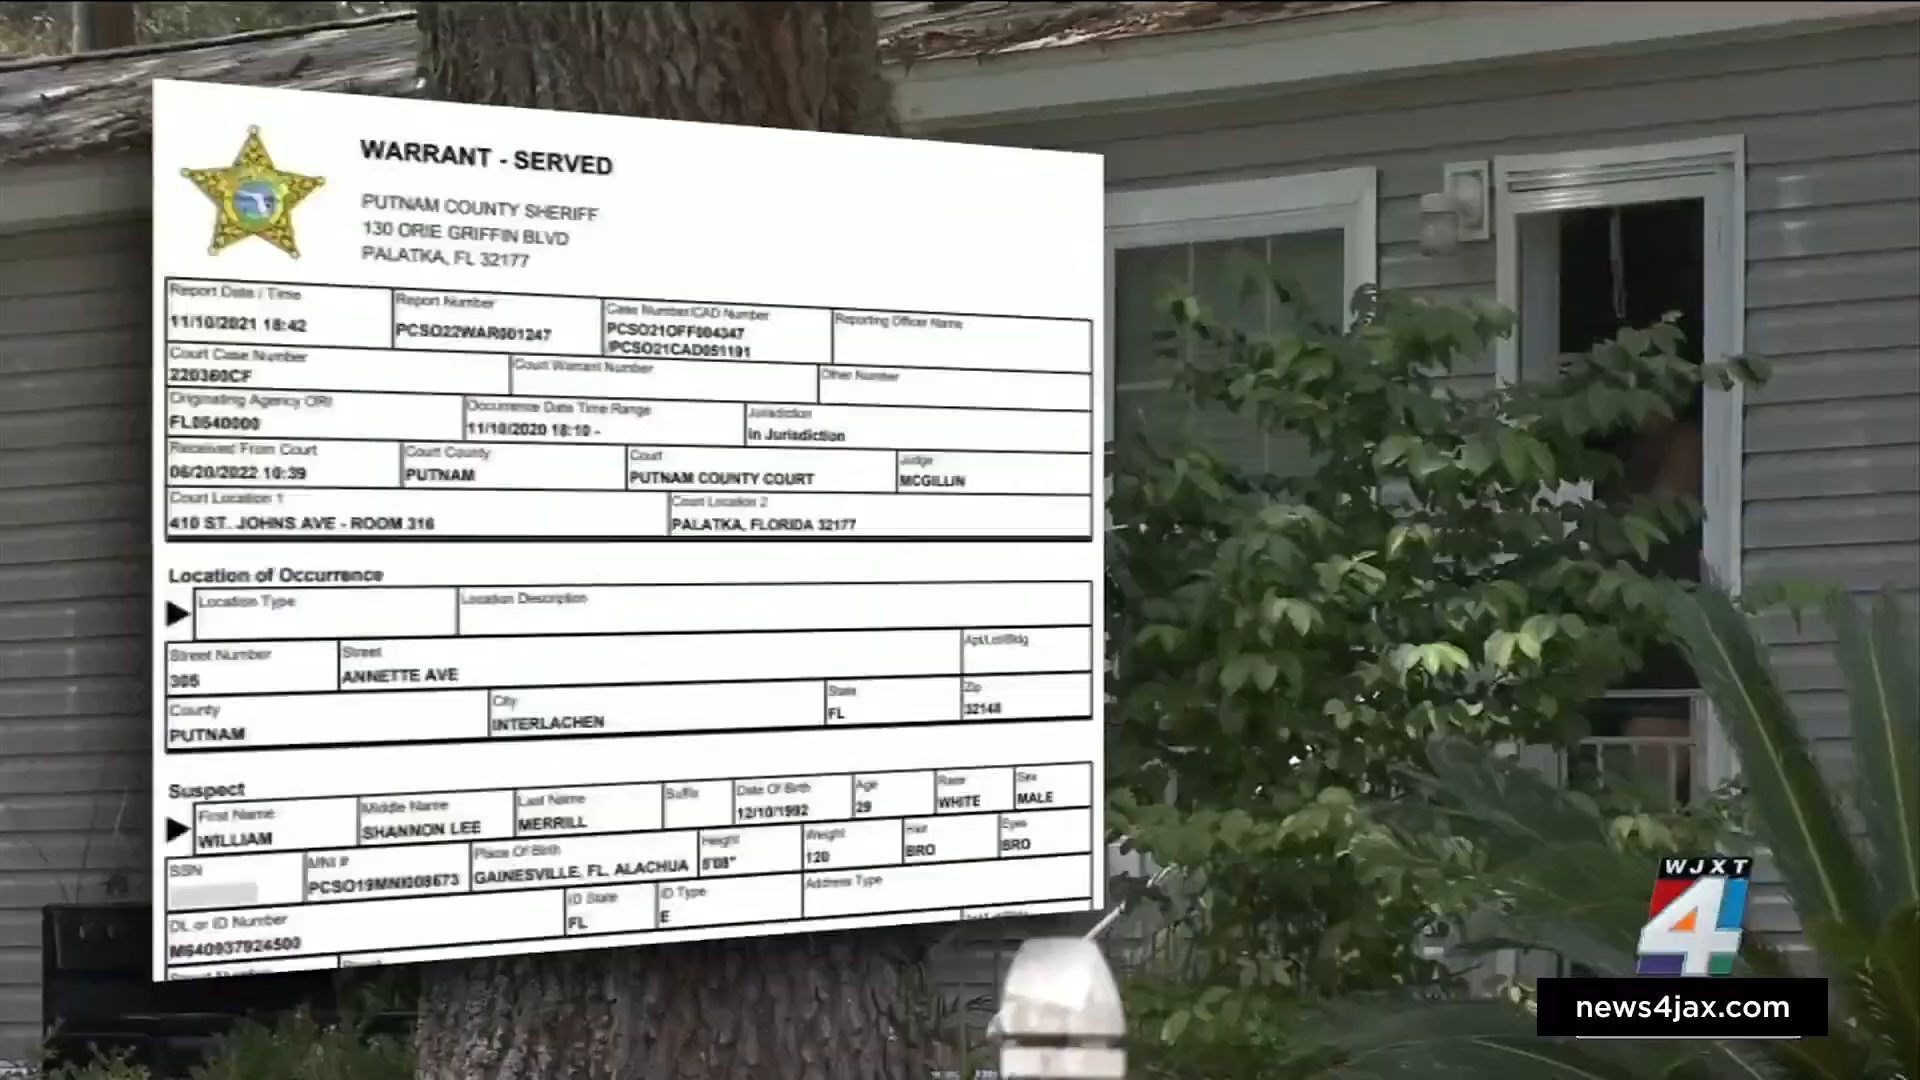 WARRANT - SERVED
PUTNAM COUNTY SHERIFF
130 ORIE GRIFFIN BLVD
PALATKA, FL 32177
Report Date / Time
Report Number
Case Number/CAD Number
Reporting Officer Name
11/10/2021 18:42
PCSO22WAR001247
PCSO21OFF004347
/PCSO21CAD051191
Court Case Number
Court Warrant Number
Other Number
220360CF
Originating Agency ORI
Occurrence Date Time Range
Jurisdiction
FL0540000
11/10/2020 18:10 -
In Jurisdiction
Received From Court
Court County
Court
Judge
06/20/2022 10:39
PUTNAM
PUTNAM COUNTY COURT
MCGILLIN
Court Location 1
Court Location 2
410 ST. JOHNS AVE - ROOM 316
PALATKA, FLORIDA 32177
Location of Occurrence
Location Type
Location Description
Street Number
Street
Apt/Lot/Bldg
305
ANNETTE AVE
County
City
State
Zip
PUTNAM
INTERLACHEN
FL
32148
Suspect
First Name
Middle Name
Last Name
Suffix
Date Of Birth
Age
Race
Sex
WILLIAM
SHANNON LEE
MERRILL
12/10/1992
29
WHITE
MALE
SSN
MNI #
Place Of Birth
Height
Weight
Hair
Eyes
PCSO19MNI008673
GAINESVILLE, FL. ALACHUA
5'08"
120
BRO
BRO
DL or ID Number
ID State
ID Type
Address Type
M640937924500
FL
E
WJXT
4
news4jax.com